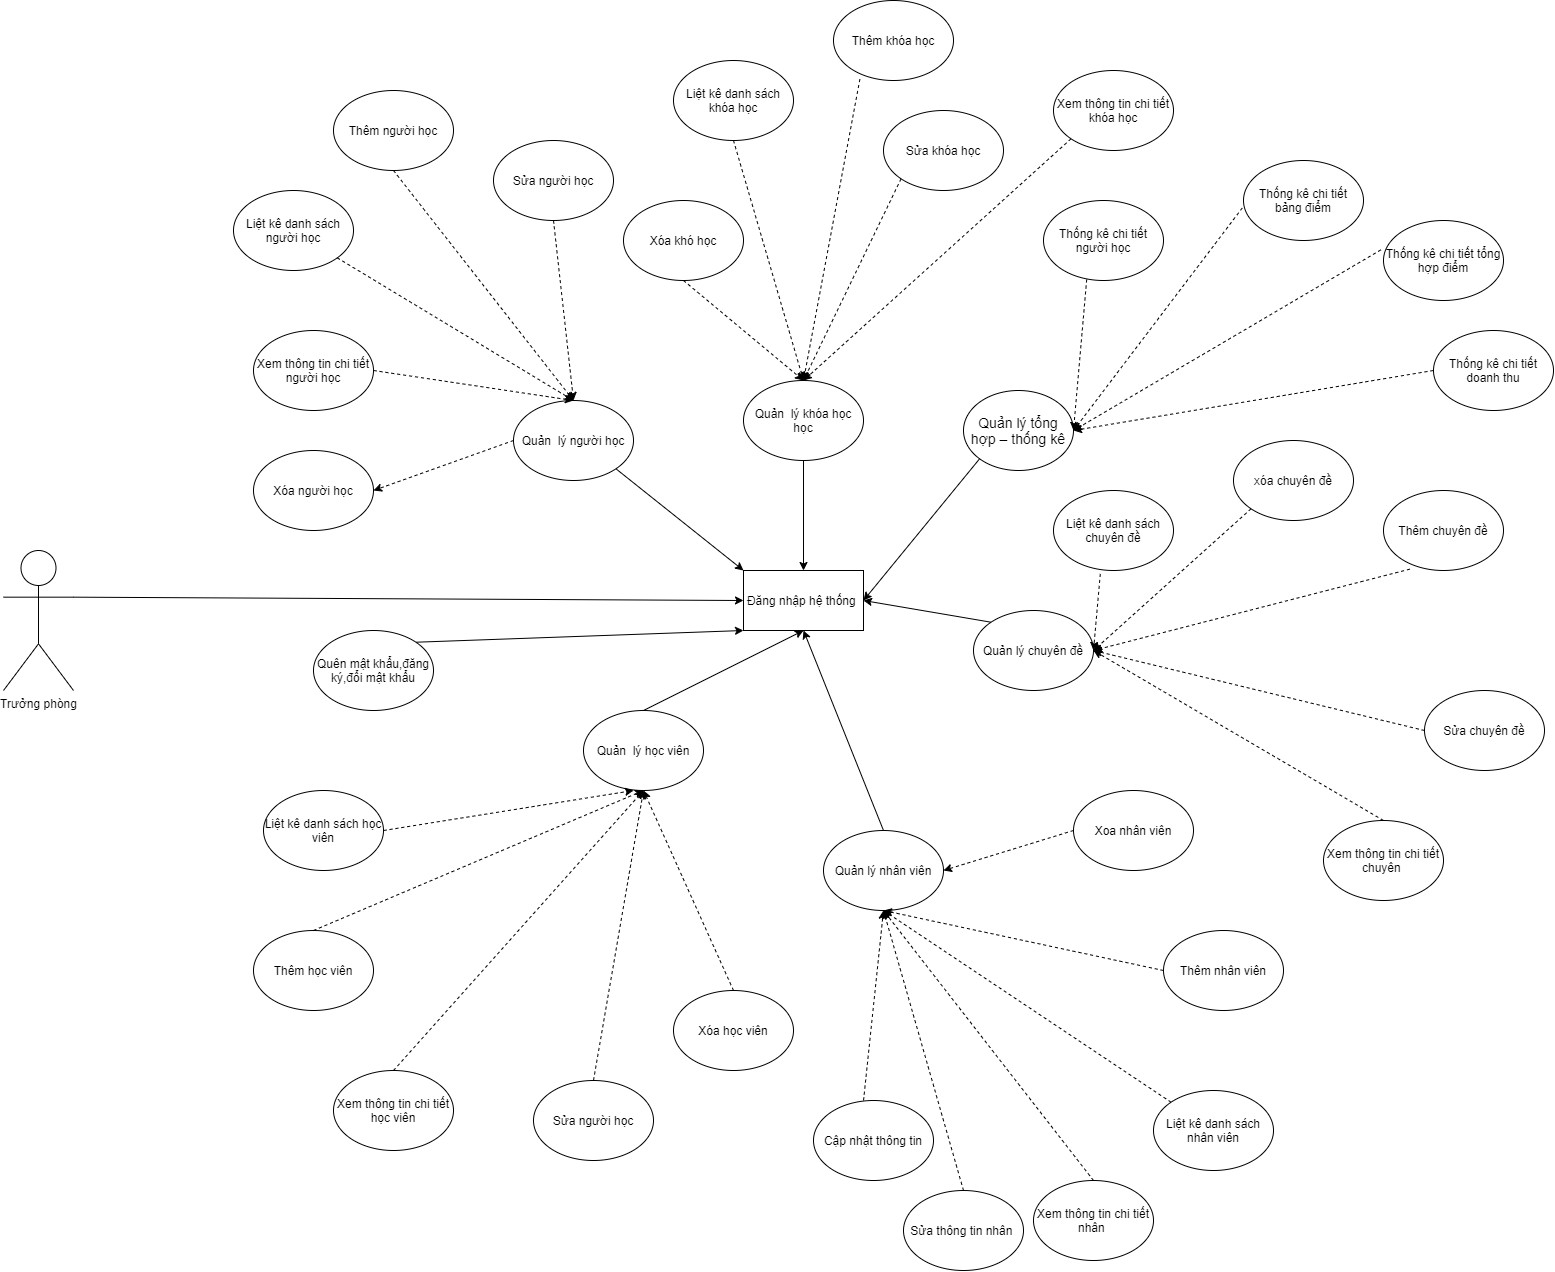 Thêm khóa học
Liệt kê danh sách
khóa học
Xem thông tin chi tiết
khóa học
Thêm người học
Sửa khóa học
Sửa người học
Thống kê chi tiết
bảng điểm
Liệt kê danh sách
người học
Xóa khó học
Thống kê chi tiết
người học
Thống kê chi tiết tổng
hợp điểm
Xem thông tin chi tiết
người học
Thống kê chi tiết
doanh thu
Quản  lý khóa học
học
Quản lý tổng
hợp – thống kê
Quản  lý người học
Xóa người học
xóa chuyên đề
Liệt kê danh sách
chuyên đề
Thêm chuyên đề
Đăng nhập hệ thống
Quên mật khẩu,đăng
ký,đổi mật khẩu
Quản lý chuyên đề
Trưởng phòng
Sửa chuyên đề
Quản  lý học viên
Liệt kê danh sách học
viên
Xoa nhân viên
Xem thông tin chi tiết
chuyên
Quản lý nhân viên
Thêm học viên
Thêm nhân viên
Xóa học viên
Xem thông tin chi tiết
học viên
Sửa người học
Cập nhật thông tin
Liệt kê danh sách
nhân viên
Sửa thông tin nhân
Xem thông tin chi tiết
nhân